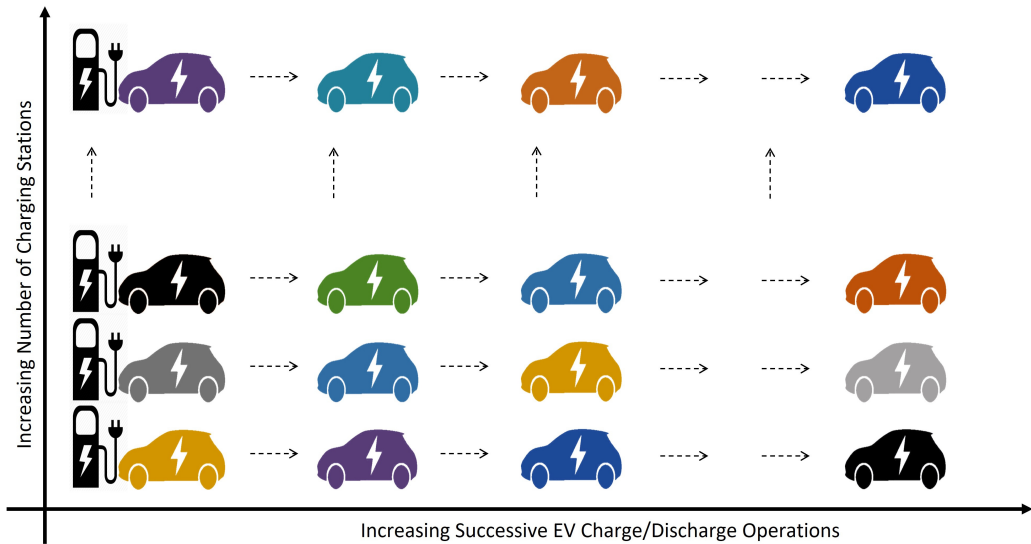 Increasing Number of Charging Stations
Increasing Successive EV Charge/Discharge Operations